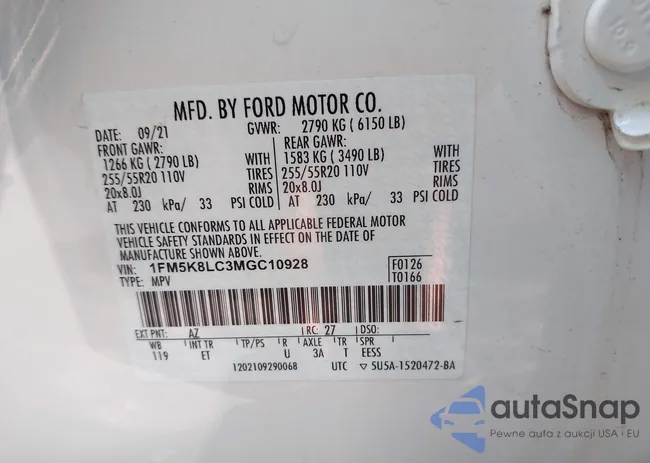 MFD. BY FORD MOTOR CO.
DATE: 09/21 GVWR: 2790 KG ( 6150 LB)
FRONT GAWR: REAR GAWR:
1266 KG ( 2790 LB) WITH 1583 KG ( 3490 LB) WITH
255/55R20 110V TIRES 255/55R20 110V TIRES
20x8.0J RIMS 20x8.0J RIMS
AT 230 kPa/ 33 PSI COLD AT 230 kPa/ 33 PSI COLD
THIS VEHICLE CONFORMS TO ALL APPLICABLE FEDERAL MOTOR
VEHICLE SAFETY STANDARDS IN EFFECT ON THE DATE OF
MANUFACTURE SHOWN ABOVE.
VIN: 1FM5K8LC3MGC10928 F0126
TYPE: MPV T0166
EXT PNT: AZ RC: 27 DSO:
WB INT TR TP/PS R AXLE TR SPR
119 ET U 3A T EESS
1202109290068 UTC ▽ 5U5A-1520472-BA
autaSnap
Pewne auta z aukcji USA i EU